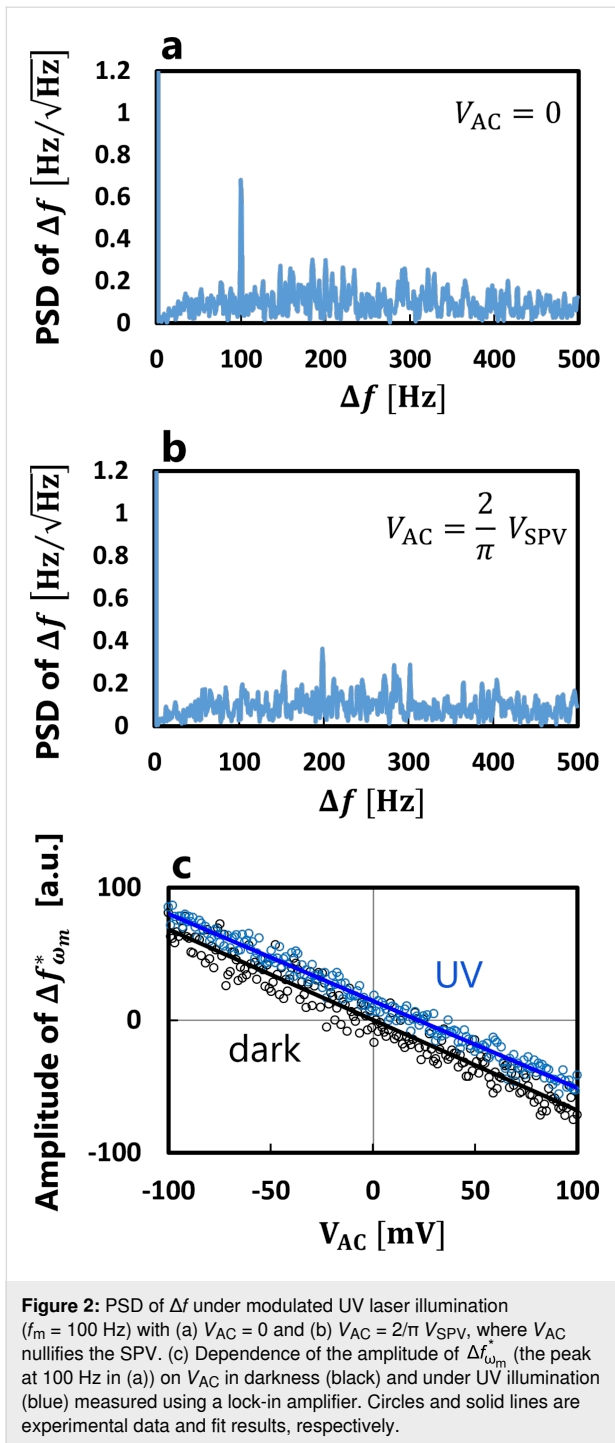 a
PSD of Δf [Hz/√Hz]
1.2
1
0.8
0.6
0.4
0.2
0
V_AC = 0
0 100 200 300 400 500
Δf [Hz]
b
PSD of Δf [Hz/√Hz]
1.2
1
0.8
0.6
0.4
0.2
0
V_AC = 2/π V_SPV
0 100 200 300 400 500
Δf [Hz]
c
Amplitude of Δf*_ωm [a.u.]
100
0
-100
UV
dark
-100 -50 0 50 100
V_AC [mV]
Figure 2: PSD of Δf under modulated UV laser illumination
(f_m = 100 Hz) with (a) V_AC = 0 and (b) V_AC = 2/π V_SPV, where V_AC
nullifies the SPV. (c) Dependence of the amplitude of Δf*_ωm (the peak
at 100 Hz in (a)) on V_AC in darkness (black) and under UV illumination
(blue) measured using a lock-in amplifier. Circles and solid lines are
experimental data and fit results, respectively.